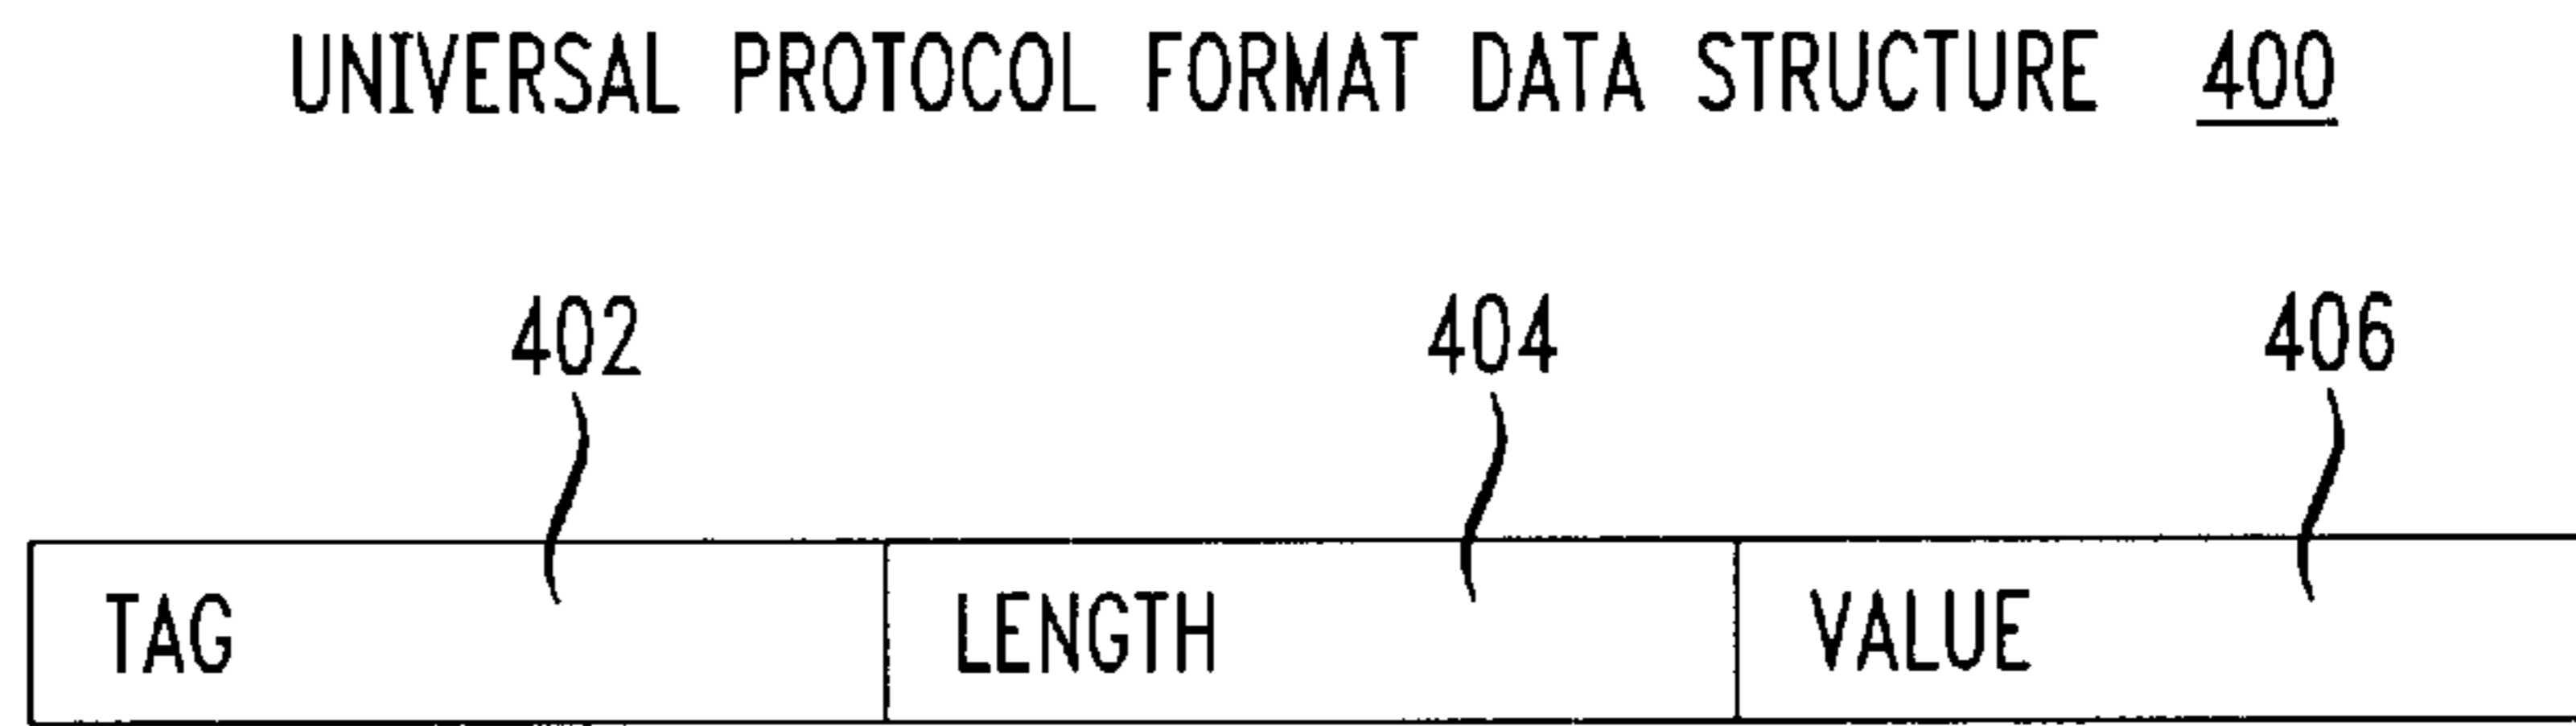 UNIVERSAL PROTOCOL FORMAT DATA STRUCTURE 400
402 404 406
TAG LENGTH VALUE